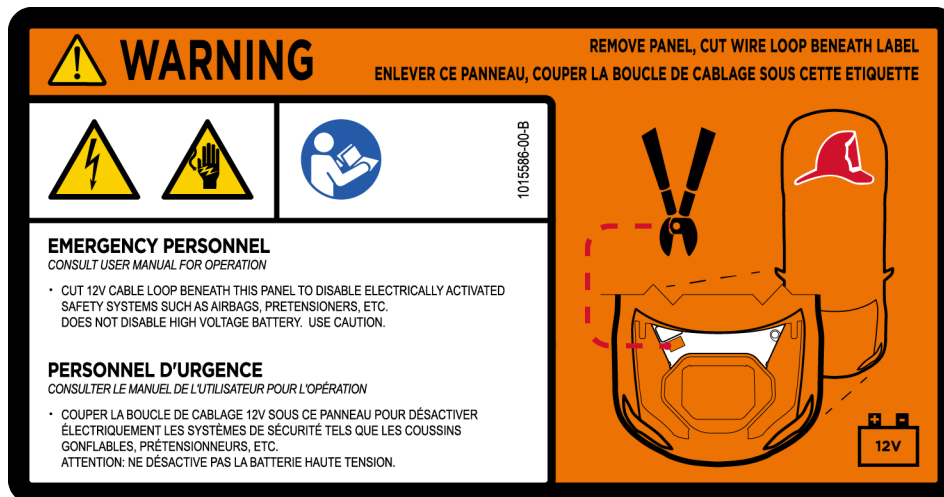 WARNING
REMOVE PANEL, CUT WIRE LOOP BENEATH LABEL
ENLEVER CE PANNEAU, COUPER LA BOUCLE DE CABLAGE SOUS CETTE ETIQUETTE
10155586-00-B
EMERGENCY PERSONNEL
CONSULT USER MANUAL FOR OPERATION
· CUT 12V CABLE LOOP BENEATH THIS PANEL TO DISABLE ELECTRICALLY ACTIVATED
SAFETY SYSTEMS SUCH AS AIRBAGS, PRETENSIONERS, ETC.
DOES NOT DISABLE HIGH VOLTAGE BATTERY. USE CAUTION.
PERSONNEL D'URGENCE
CONSULTER LE MANUEL DE L'UTILISATEUR POUR L'OPÉRATION
· COUPER LA BOUCLE DE CABLAGE 12V SOUS CE PANNEAU POUR DÉSACTIVER
ÉLECTRIQUEMENT LES SYSTÈMES DE SÉCURITÉ TELS QUE LES COUSSINS
GONFLABLES, PRÉTENSIONNEURS, ETC.
ATTENTION: NE DÉSACTIVE PAS LA BATTERIE HAUTE TENSION.
12V